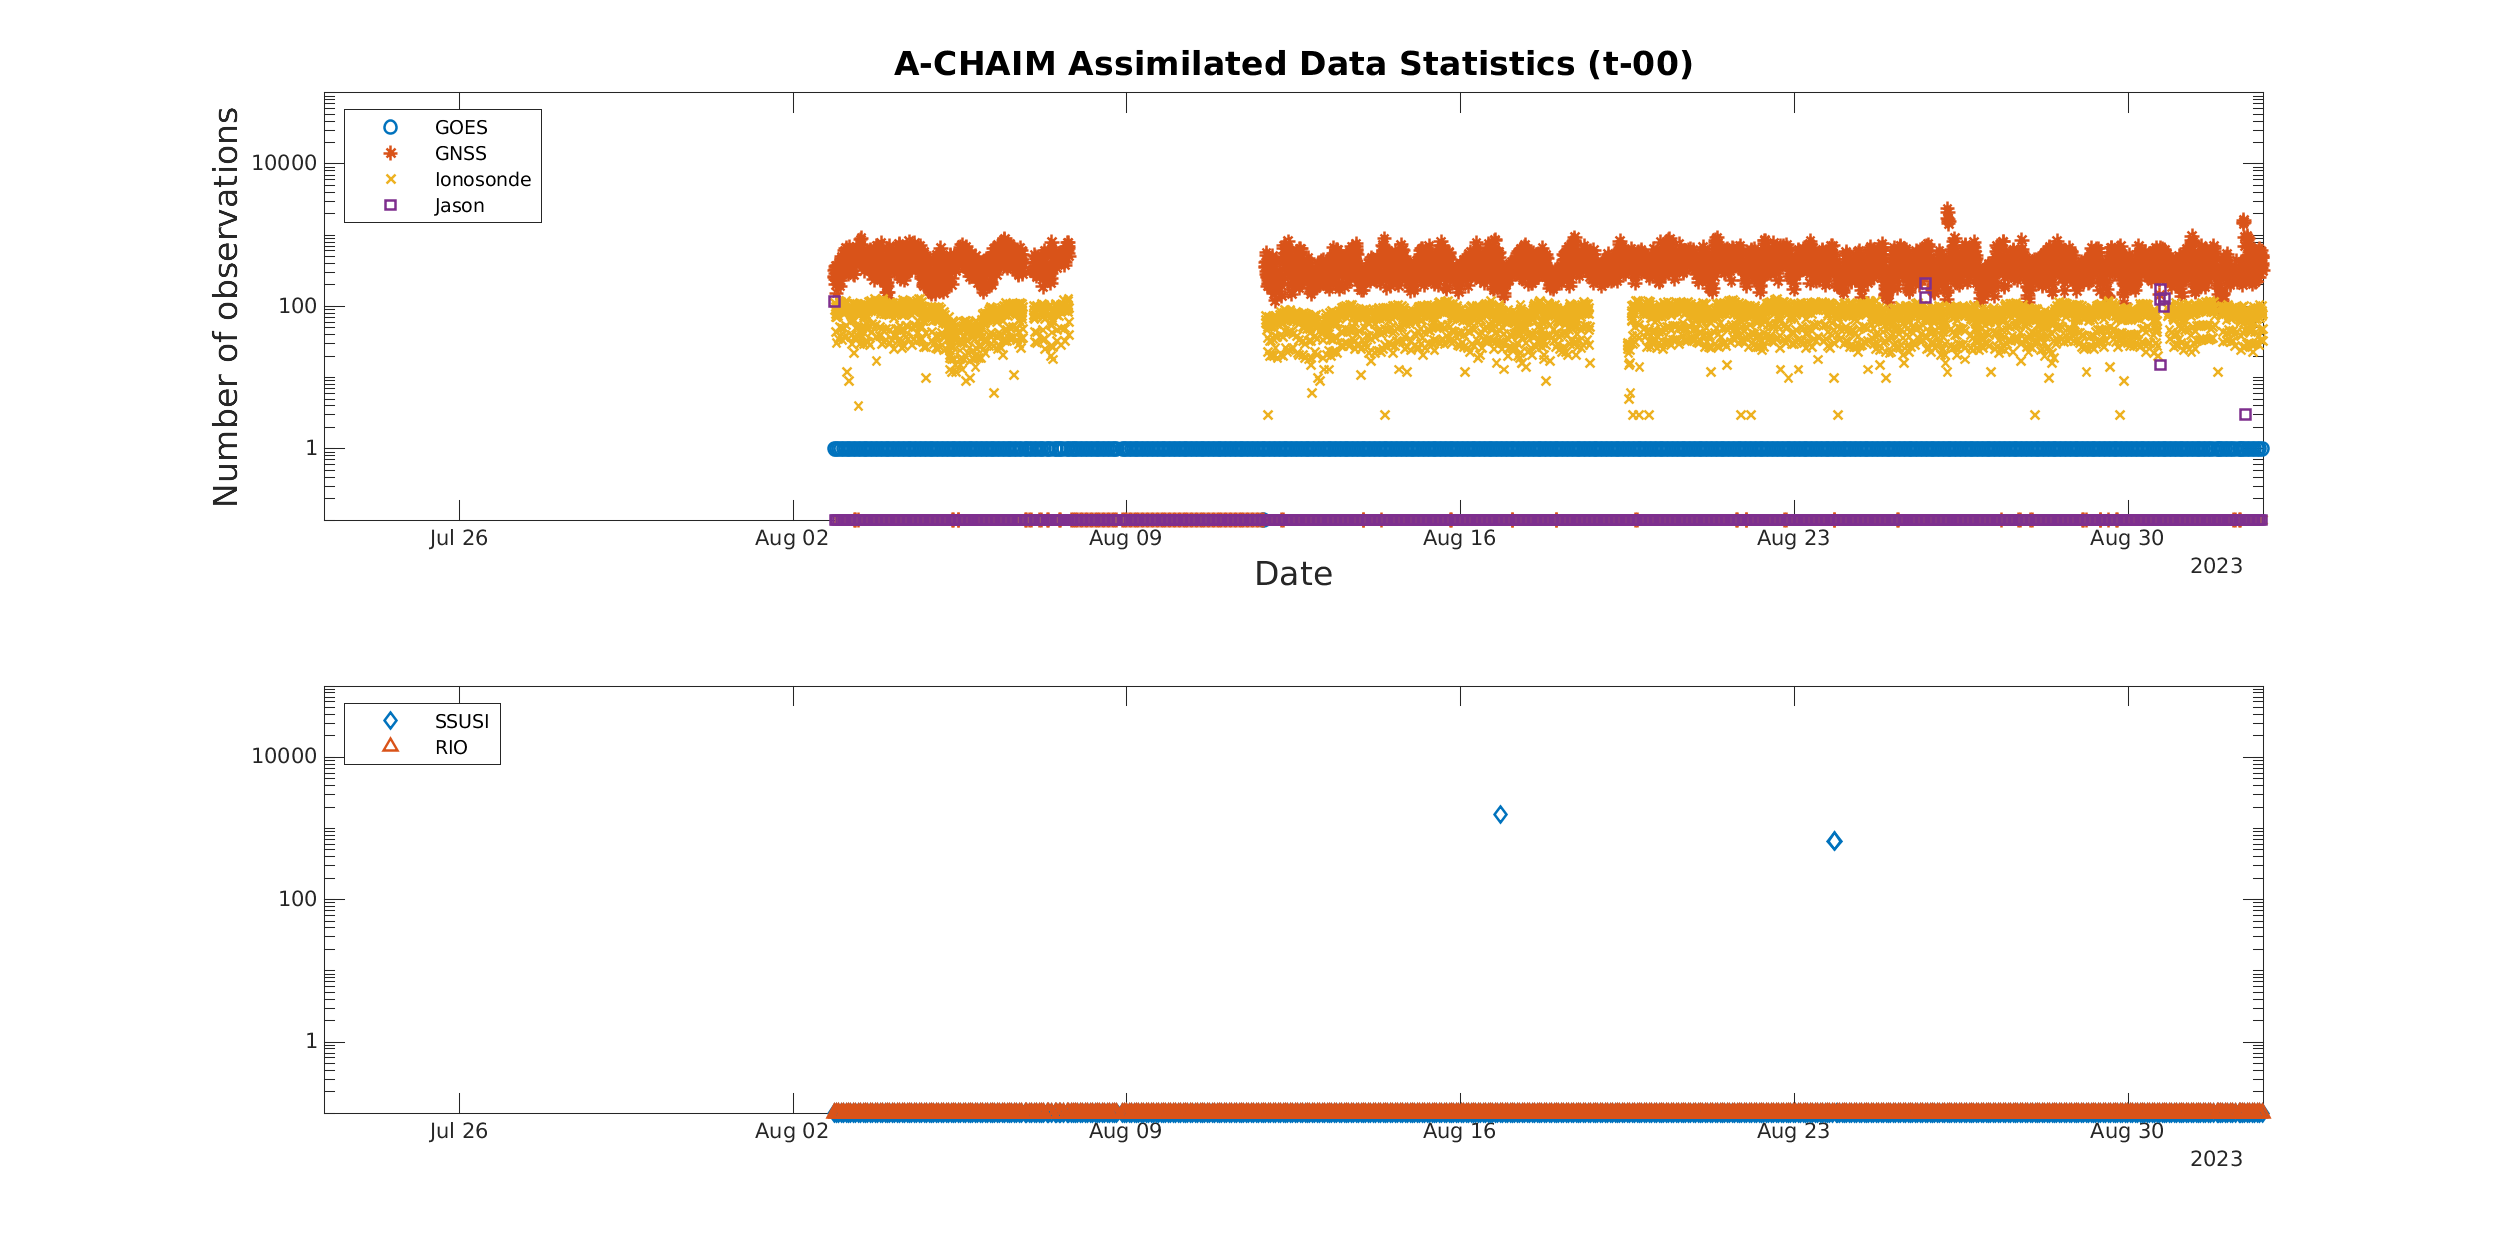 A-CHAIM Assimilated Data Statistics (t-00)
Number of observations
GOES
GNSS
Ionosonde
Jason
10000
100
1
Jul 26 Aug 02 Aug 09 Aug 16 Aug 23 Aug 30
2023
Date
SSUSI
RIO
10000
100
1
Jul 26 Aug 02 Aug 09 Aug 16 Aug 23 Aug 30
2023